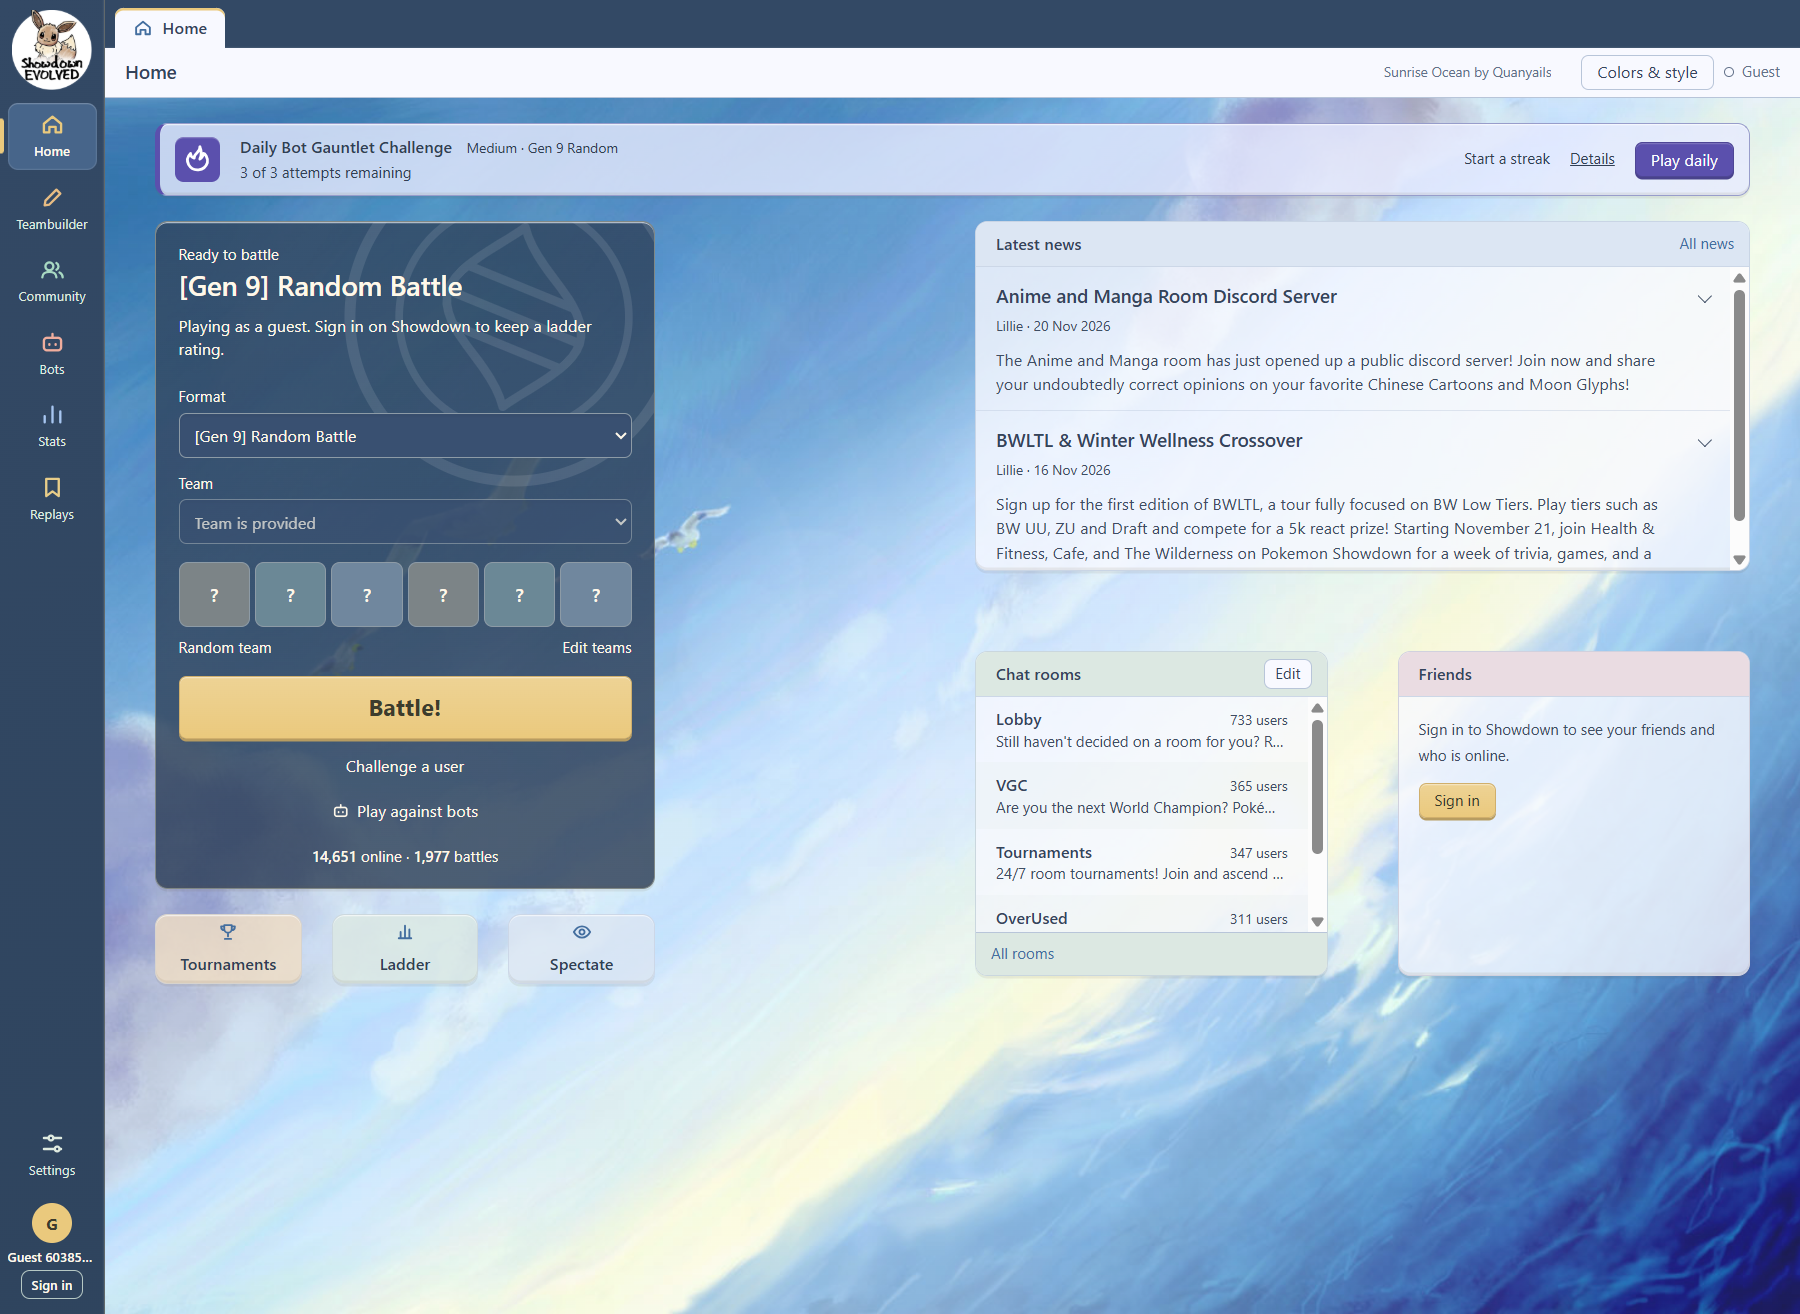 Showdown
EVOLVED
Home
Teambuilder
Community
Bots
Stats
Replays
Settings
G
Guest 60385...
Sign in
Home
Home
Sunrise Ocean by Quanyails
Colors & style
Guest
Daily Bot Gauntlet Challenge Medium · Gen 9 Random
3 of 3 attempts remaining
Start a streak
Details
Play daily
Ready to battle
[Gen 9] Random Battle
Playing as a guest. Sign in on Showdown to keep a ladder
rating.
Format
[Gen 9] Random Battle
Team
Team is provided
? ? ? ? ? ?
Random team
Edit teams
Battle!
Challenge a user
Play against bots
14,651 online · 1,977 battles
Tournaments
Ladder
Spectate
Latest news
All news
Anime and Manga Room Discord Server
Lillie · 20 Nov 2026
The Anime and Manga room has just opened up a public discord server! Join now and share
your undoubtedly correct opinions on your favorite Chinese Cartoons and Moon Glyphs!
BWLTL & Winter Wellness Crossover
Lillie · 16 Nov 2026
Sign up for the first edition of BWLTL, a tour fully focused on BW Low Tiers. Play tiers such as
BW UU, ZU and Draft and compete for a 5k react prize! Starting November 21, join Health &
Fitness, Cafe, and The Wilderness on Pokemon Showdown for a week of trivia, games, and a
Chat rooms
Edit
Lobby 733 users
Still haven't decided on a room for you? R...
VGC 365 users
Are you the next World Champion? Poké...
Tournaments 347 users
24/7 room tournaments! Join and ascend ...
OverUsed 311 users
All rooms
Friends
Sign in to Showdown to see your friends and
who is online.
Sign in